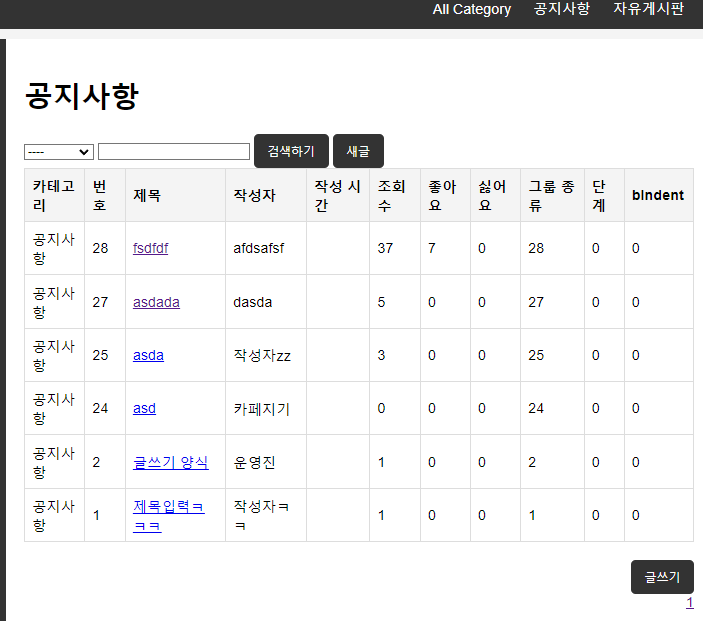 All Category 공지사항 자유게시판
공지사항
---- 검색하기 새글
카테고리 번호 제목 작성자 작성 시간 조회수 좋아요 싫어요 그룹 종류 단계 bindent
공지사항 28 fsdfdf afdsafsf 37 7 0 28 0 0
공지사항 27 asdada dasda 5 0 0 27 0 0
공지사항 25 asda 작성자zz 3 0 0 25 0 0
공지사항 24 asd 카페지기 0 0 0 24 0 0
공지사항 2 글쓰기 양식 운영진 1 0 0 2 0 0
공지사항 1 제목입력ㅋㅋㅋ 작성자ㅋㅋ 1 0 0 1 0 0
글쓰기
1